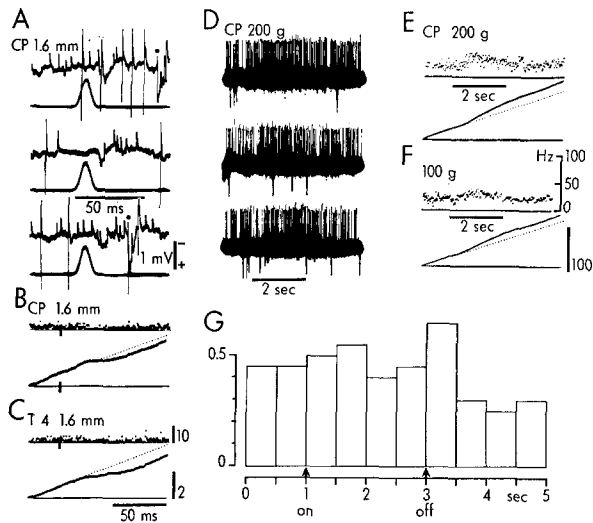 A
CP 1.6 mm
50 ms
1 mV
−
+
B
CP 1.6 mm
C
T 4 1.6 mm
10
2
50 ms
D
CP 200 g
2 sec
E
CP 200 g
2 sec
F
100 g
Hz
100
50
0
2 sec
100
G
0.5
0
0 1 2 3 4 sec 5
on off